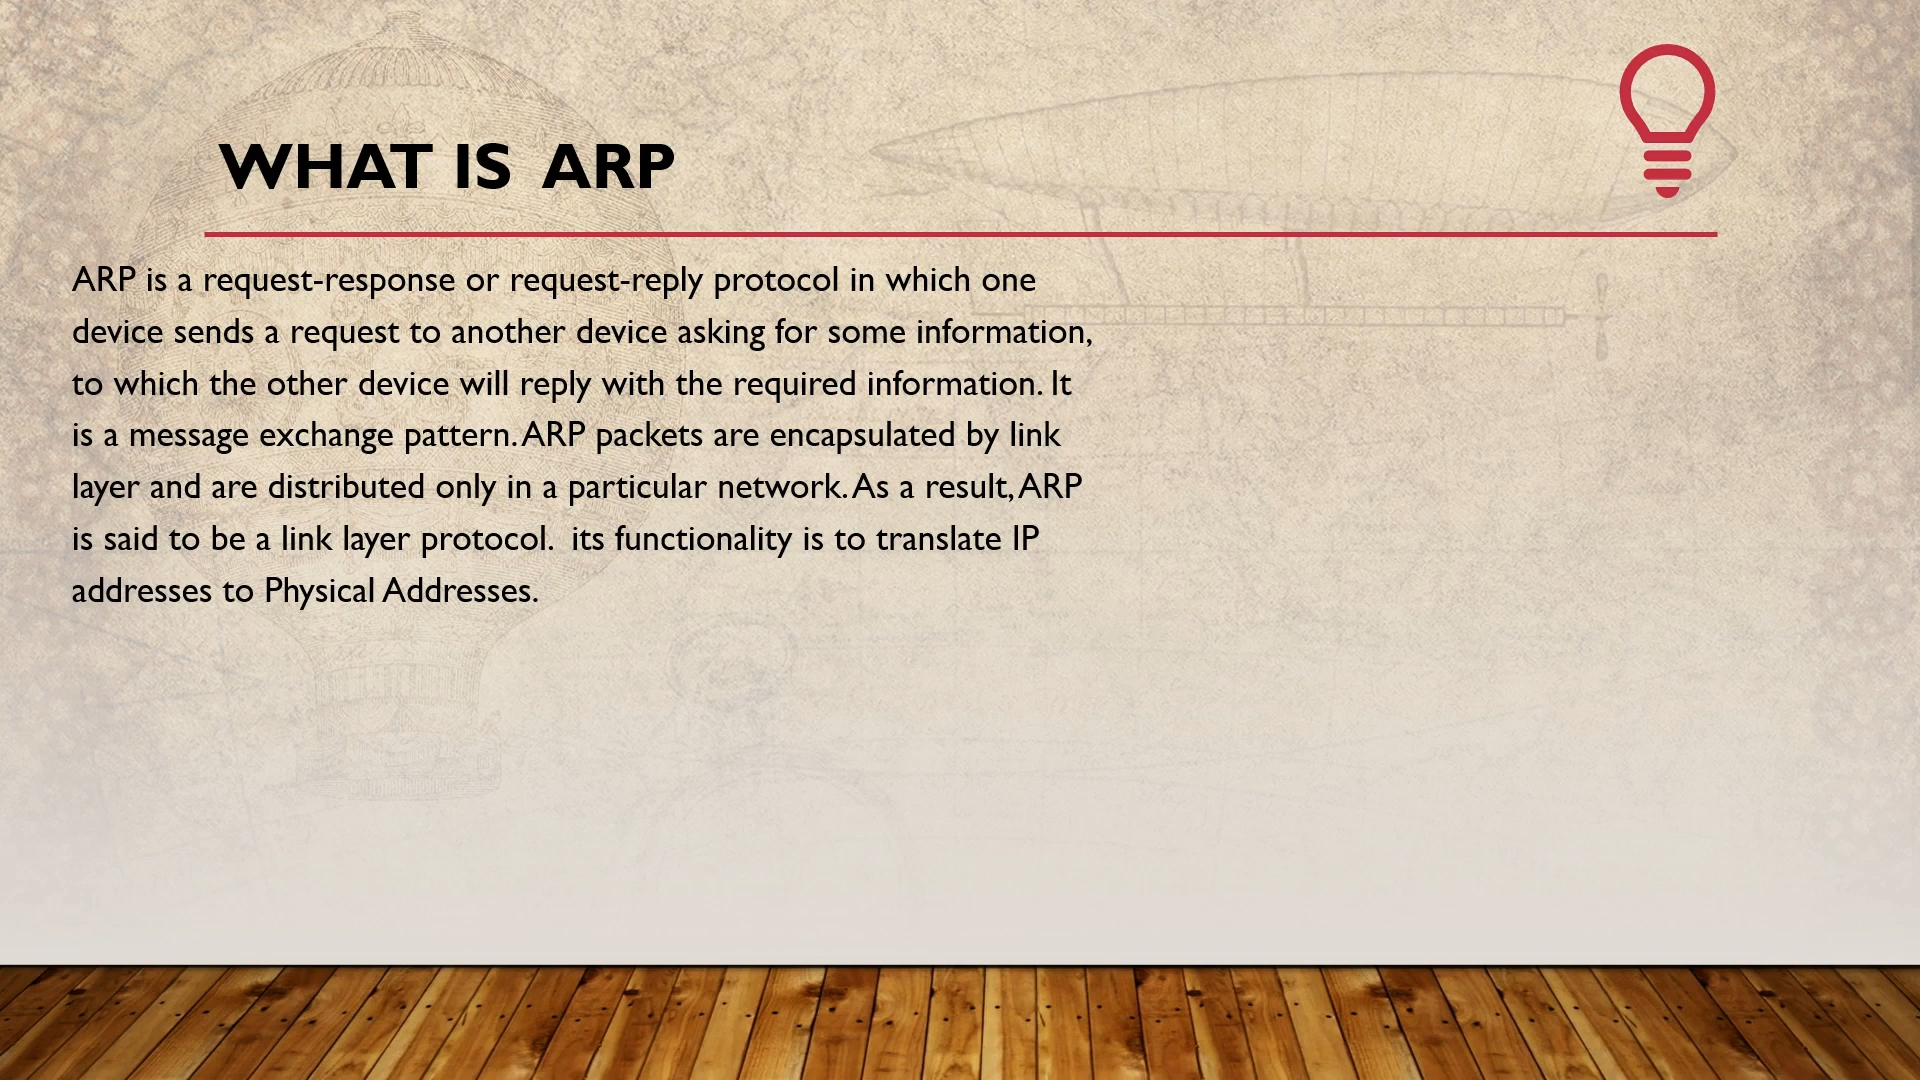 WHAT IS ARP
ARP is a request-response or request-reply protocol in which one
device sends a request to another device asking for some information,
to which the other device will reply with the required information. It
is a message exchange pattern. ARP packets are encapsulated by link
layer and are distributed only in a particular network. As a result, ARP
is said to be a link layer protocol.  its functionality is to translate IP
addresses to Physical Addresses.